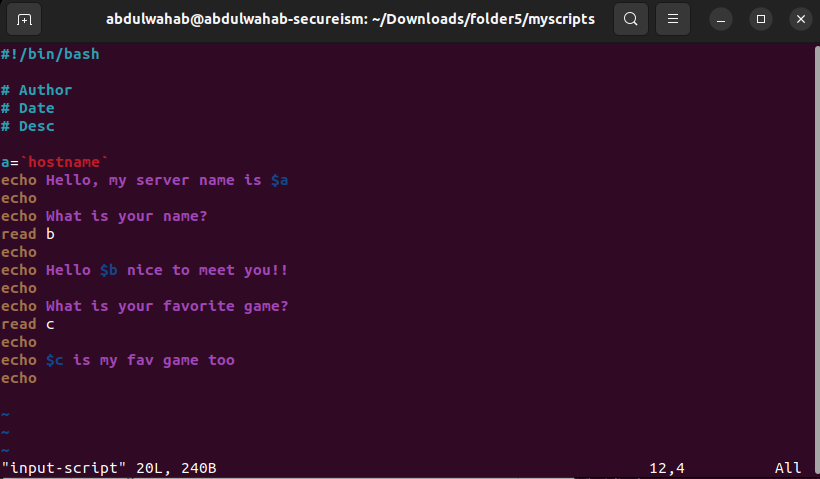 abdulwahab@abdulwahab-secureism: ~/Downloads/folder5/myscripts
#!/bin/bash
# Author
# Date
# Desc
a=`hostname`
echo Hello, my server name is $a
echo
echo What is your name?
read b
echo
echo Hello $b nice to meet you!!
echo
echo What is your favorite game?
read c
echo
echo $c is my fav game too
echo
~
~
~
"input-script" 20L, 240B 12,4 All